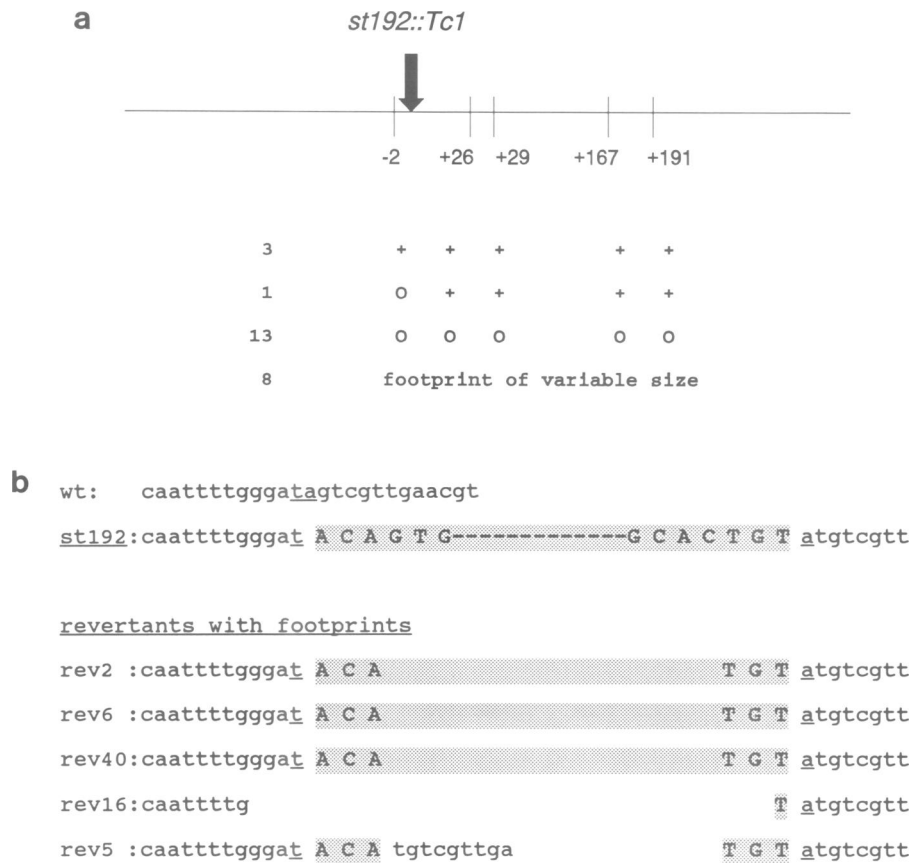 a
st192::Tc1
-2 +26 +29 +167 +191
3 + + + + +
1 O + + + +
13 O O O O O
8 footprint of variable size
b
wt: caattttgggatagtcgttgaacgt
st192:caattttgggat A C A G T G-------------G C A C T G T atgtcgtt
revertants with footprints
rev2 :caattttgggat A C A T G T atgtcgtt
rev6 :caattttgggat A C A T G T atgtcgtt
rev40:caattttgggat A C A T G T atgtcgtt
rev16:caattttg T atgtcgtt
rev5 :caattttgggat A C A tgtcgttga T G T atgtcgtt